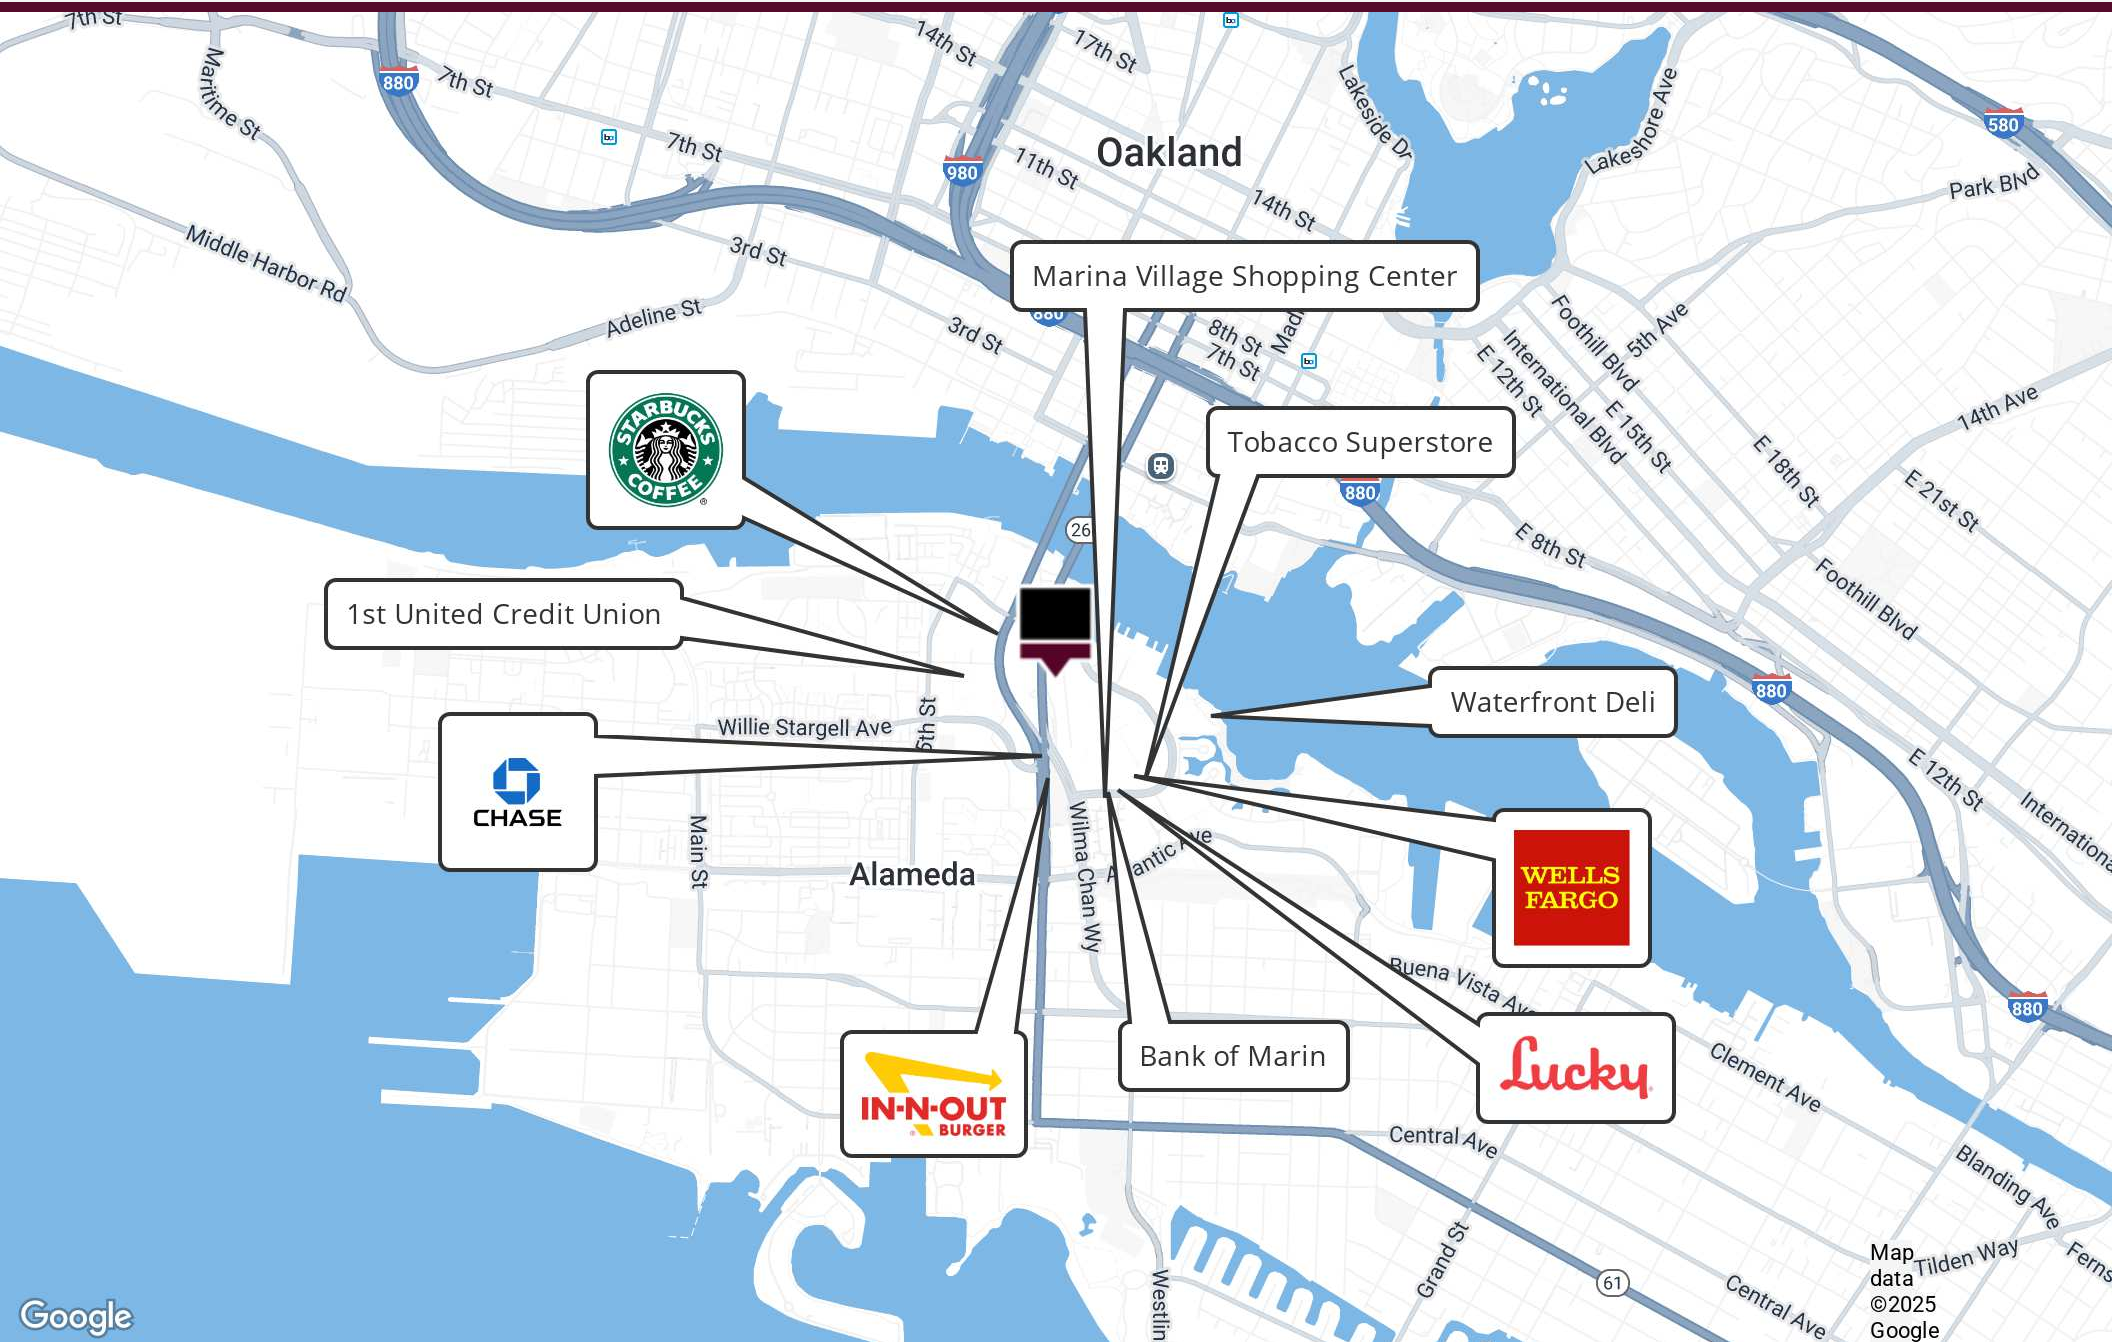 7th St
Maritime St
880
7th St
14th St
17th St
Lakeside Dr
Lakeshore Ave
580
Park Blvd
7th St
980
11th St
Oakland
14th St
Middle Harbor Rd
3rd St
Adeline St
Marina Village Shopping Center
880
3rd St
8th St
7th St
Foothill Blvd
5th Ave
International Blvd
E 12th St
E 15th St
14th Ave
E 18th St
E 21st St
STARBUCKS
COFFEE
®
Tobacco Superstore
880
26
E 8th St
Foothill Blvd
1st United Credit Union
880
Waterfront Deli
Willie Stargell Ave
5th St
CHASE
Main St
Wilma Chan Wy
Alameda
E 12th St
WELLS
FARGO
Buena Vista Ave
880
Bank of Marin
Lucky
IN-N-OUT
BURGER
Clement Ave
Central Ave
Blanding Ave
Grand St
61
Tilden Way
Central Ave
Map
data
©2025
Google
Google